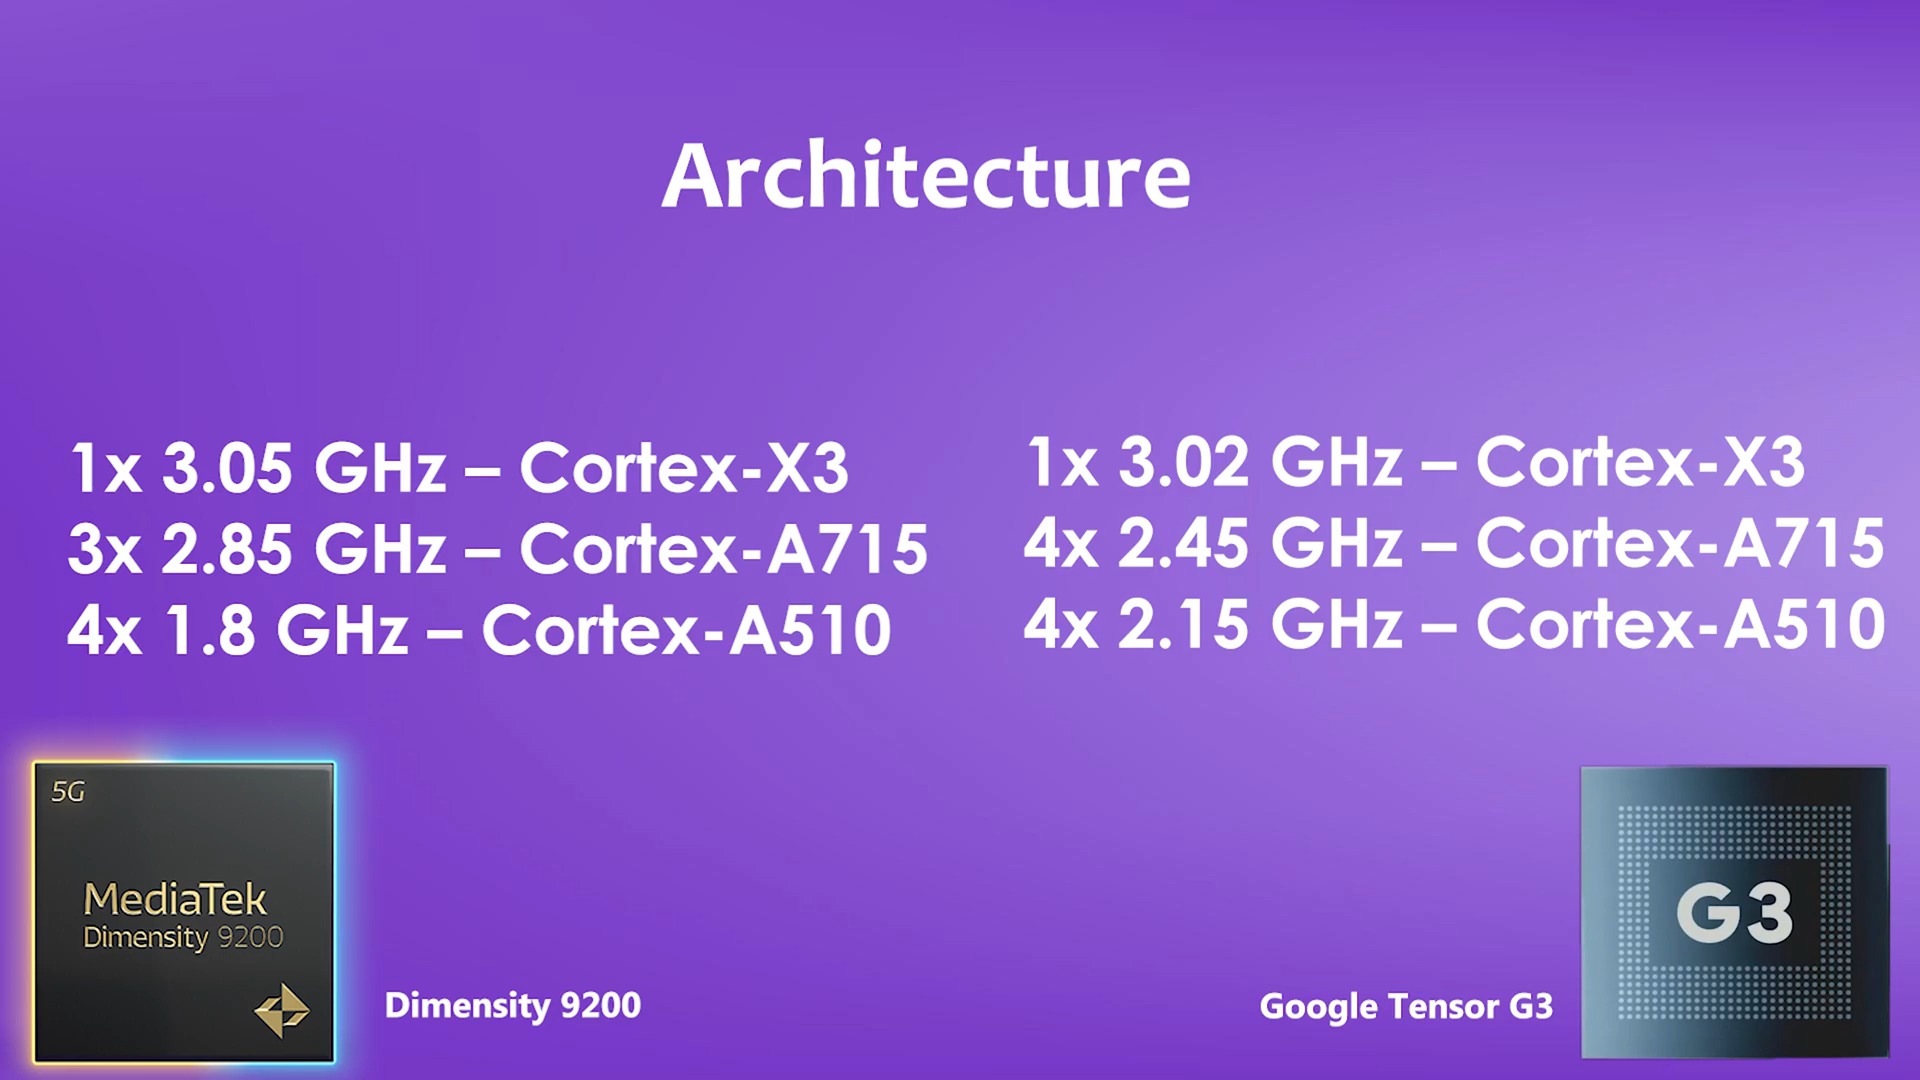 Architecture
1x 3.05 GHz – Cortex-X3
3x 2.85 GHz – Cortex-A715
4x 1.8 GHz – Cortex-A510
1x 3.02 GHz – Cortex-X3
4x 2.45 GHz – Cortex-A715
4x 2.15 GHz – Cortex-A510
5G
MediaTek
Dimensity 9200
Dimensity 9200
Google Tensor G3
G3